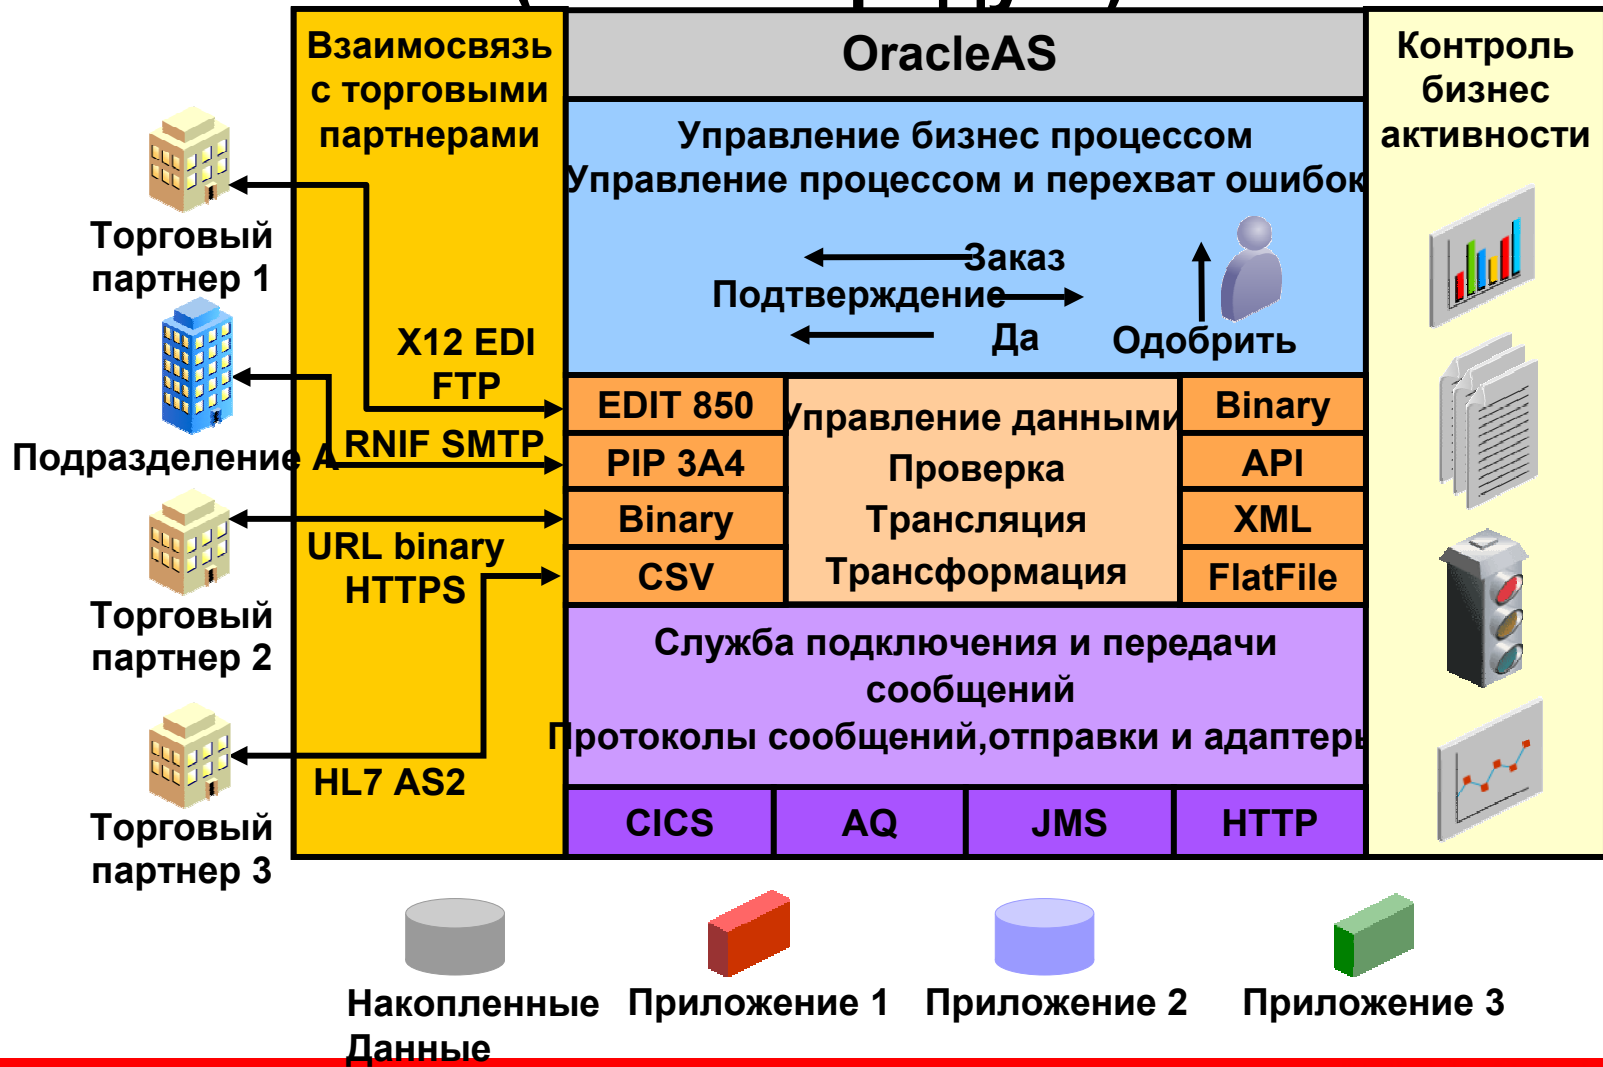 Взаимосвязь
с торговыми
партнерами
OracleAS
Контроль
бизнес
активности
Управление бизнес процессом
Управление процессом и перехват ошибок
Заказ
Подтверждение
Да
Одобрить
Торговый
партнер 1
X12 EDI
FTP
Подразделение А
RNIF SMTP
EDIT 850
PIP 3A4
Binary
CSV
Управление данными
Проверка
Трансляция
Трансформация
Binary
API
XML
FlatFile
URL binary
HTTPS
Торговый
партнер 2
Служба подключения и передачи
сообщений
Протоколы сообщений,отправки и адаптеры
HL7 AS2
Торговый
партнер 3
CICS
AQ
JMS
HTTP
Накопленные
Данные
Приложение 1
Приложение 2
Приложение 3